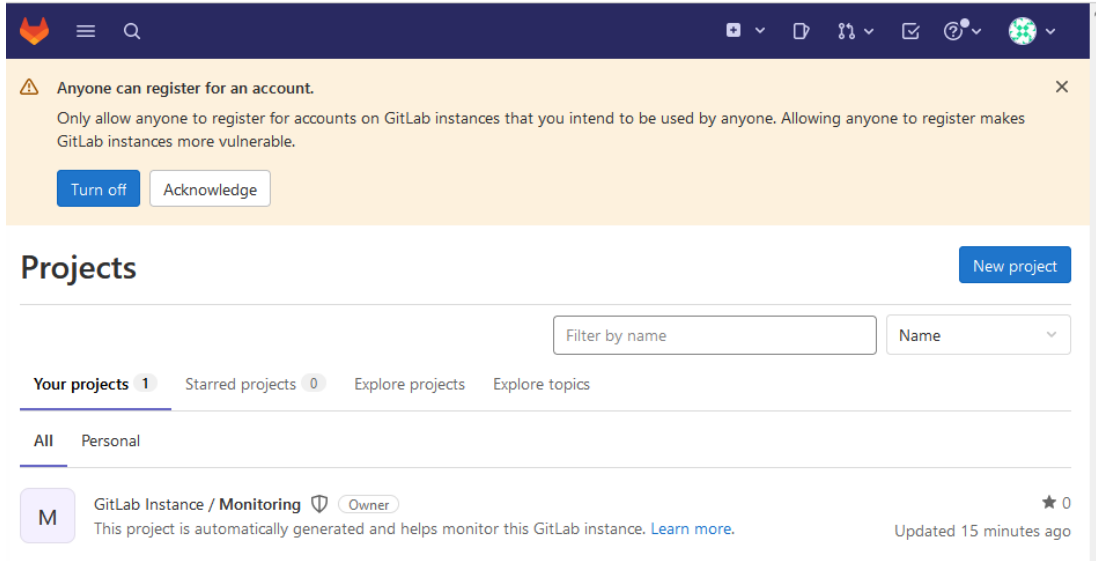 Anyone can register for an account.
Only allow anyone to register for accounts on GitLab instances that you intend to be used by anyone. Allowing anyone to register makes
GitLab instances more vulnerable.
Turn off Acknowledge
Projects New project
Filter by name Name
Your projects 1 Starred projects 0 Explore projects Explore topics
All Personal
M
GitLab Instance / Monitoring Owner 0
This project is automatically generated and helps monitor this GitLab instance. Learn more. Updated 15 minutes ago